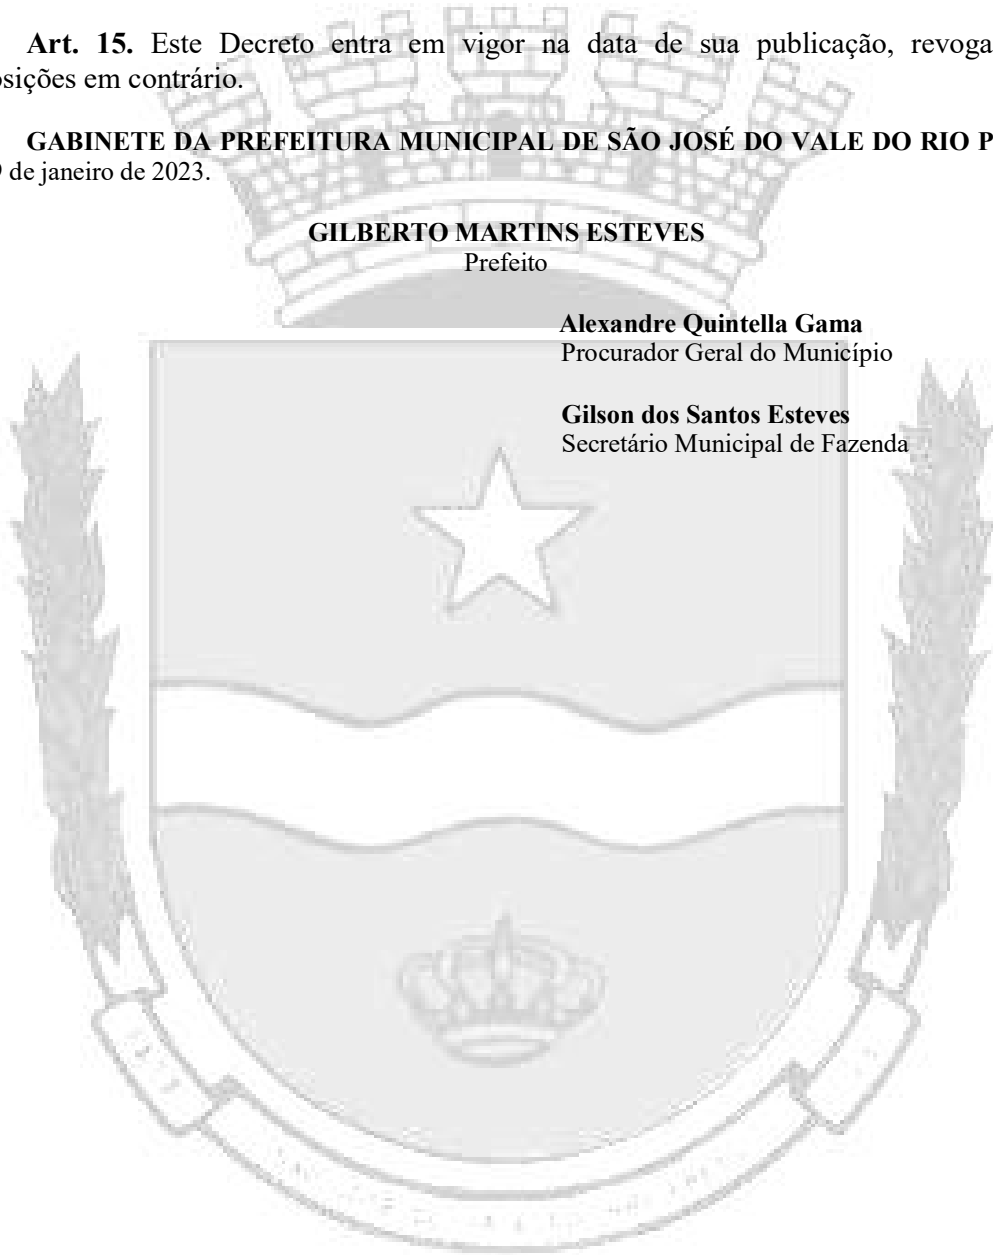 Art. 15. Este Decreto entra em vigor na data de sua publicação, revoga
sições em contrário.
GABINETE DA PREFEITURA MUNICIPAL DE SÃO JOSÉ DO VALE DO RIO P
9 de janeiro de 2023.
GILBERTO MARTINS ESTEVES
Prefeito
Alexandre Quintella Gama
Procurador Geral do Município
Gilson dos Santos Esteves
Secretário Municipal de Fazenda